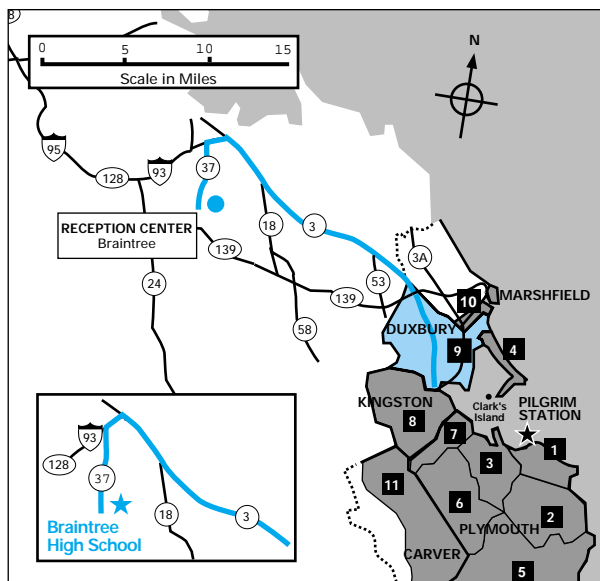 8
0
5
10
15
Scale in Miles
N
95
128
93
37
RECEPTION CENTER
Braintree
139
18
3
3A
24
53
139
58
10
MARSHFIELD
DUXBURY
9
4
Clark's
Island
PILGRIM
STATION
KINGSTON
8
7
1
3
11
6
2
PLYMOUTH
CARVER
5
93
128
37
18
3
Braintree
High School